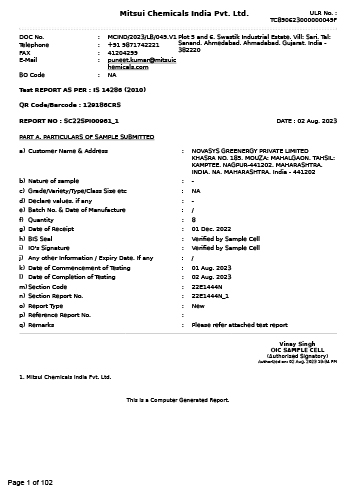 Mitsui Chemicals India Pvt. Ltd.
ULR No. :
TC890623000000045F
DOC No. : MCIND/2023/LB/045.V1 Plot 5 and 6. Swastik Industrial Estate. Vill: Sari. Tal:
Telephone : +91 9871742221 Sanand. Ahmedabad. Ahmedabad. Gujarat. India -
FAX : 41204255 382220
E-Mail : puneet.kumar@mitsuic
hemicals.com
BO Code : NA
Test REPORT AS PER : IS 14286 (2010)
QR Code/Barcode : 129186CRS
REPORT NO : SC22SPI00961_1
DATE : 02 Aug. 2023
PART A. PARTICULARS OF SAMPLE SUBMITTED
a) Customer Name & Address : NOVASYS GREENERGY PRIVATE LIMITED
KHASRA NO. 185. MOUZA: MAHALGAON. TAHSIL:
KAMPTEE. NAGPUR-441202. MAHARASHTRA.
INDIA. NA. MAHARASHTRA. India - 441202
b) Nature of sample : -
c) Grade/Variety/Type/Class Size etc : NA
d) Declare values. if any : -
e) Batch No. & Date of Manufacture : /
f) Quantity : 8
g) Date of Receipt : 01 Dec. 2022
h) BIS Seal : Verified by Sample Cell
i) IO's Signature : Verified by Sample Cell
j) Any other Information / Expiry Date. if any : /
k) Date of Commencement of Testing : 01 Aug. 2023
l) Date of Completion of Testing : 02 Aug. 2023
m) Section Code : 22E1444N
n) Section Report No. : 22E1444N_1
o) Report Type : New
p) Reference Report No. :
q) Remarks : Please refer attached test report
Vinay Singh
OIC SAMPLE CELL
(Authorized Signatory)
Authorized on: 02 Aug. 2023
1. Mitsui Chemicals India Pvt. Ltd.
This is a Computer Generated Report.
Page 1 of 102